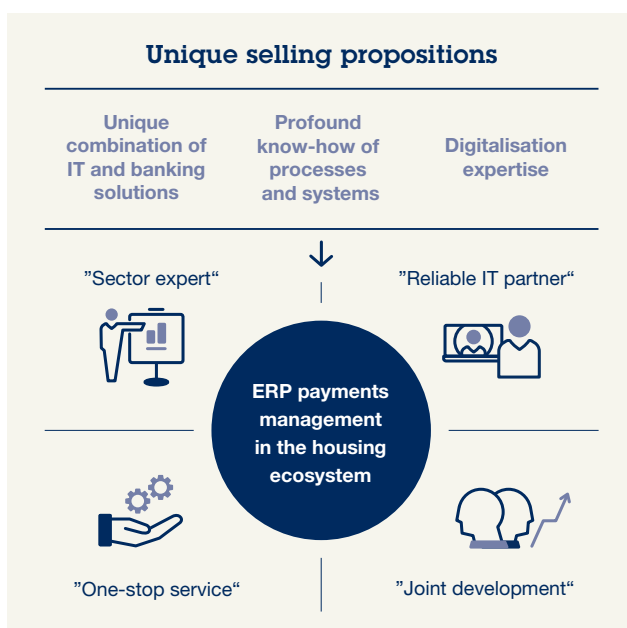 Unique selling propositions
Unique
combination of
IT and banking
solutions
Profound
know-how of
processes
and systems
Digitalisation
expertise
”Sector expert“
”Reliable IT partner“
ERP payments
management
in the housing
ecosystem
”One-stop service“
”Joint development“